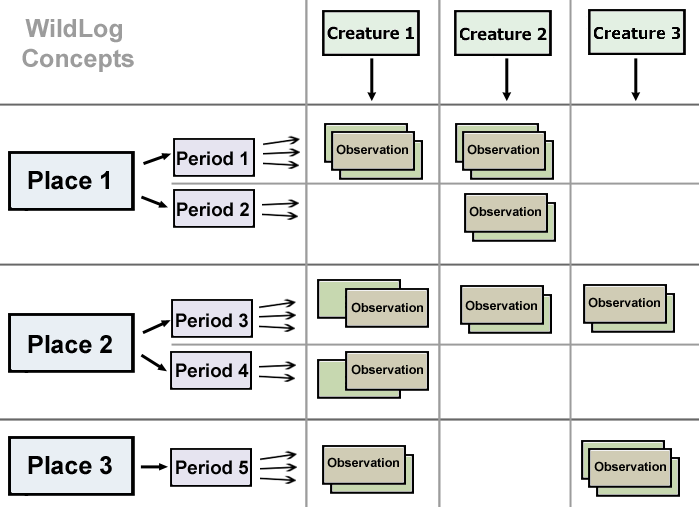 WildLog
Concepts
Creature 1
Creature 2
Creature 3
Place 1
Period 1
Observation
Observation
Period 2
Observation
Place 2
Period 3
Observation
Observation
Observation
Period 4
Observation
Place 3
Period 5
Observation
Observation